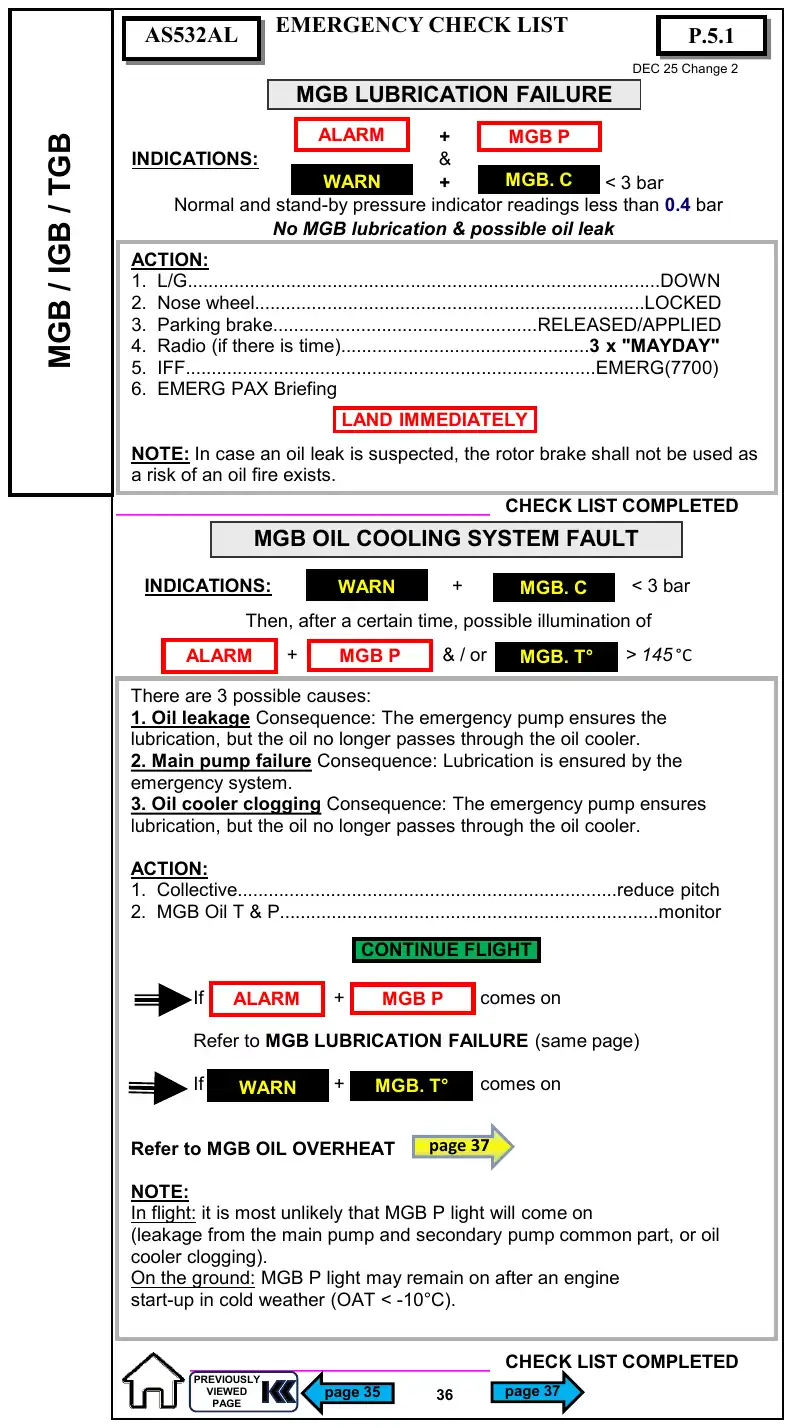 AS532AL
EMERGENCY CHECK LIST
P.5.1
DEC 25 Change 2
MGB / IGB / TGB
MGB LUBRICATION FAILURE
ALARM + MGB P
INDICATIONS: &
WARN + MGB. C < 3 bar
Normal and stand-by pressure indicator readings less than 0.4 bar
No MGB lubrication & possible oil leak
ACTION:
1. L/G...........................................................................................DOWN
2. Nose wheel...........................................................................LOCKED
3. Parking brake...................................................RELEASED/APPLIED
4. Radio (if there is time)................................................3 x "MAYDAY"
5. IFF...............................................................................EMERG(7700)
6. EMERG PAX Briefing
LAND IMMEDIATELY
NOTE: In case an oil leak is suspected, the rotor brake shall not be used as
a risk of an oil fire exists.
CHECK LIST COMPLETED
MGB OIL COOLING SYSTEM FAULT
INDICATIONS: WARN + MGB. C < 3 bar
Then, after a certain time, possible illumination of
ALARM + MGB P & / or MGB. T° > 145°C
There are 3 possible causes:
1. Oil leakage Consequence: The emergency pump ensures the
lubrication, but the oil no longer passes through the oil cooler.
2. Main pump failure Consequence: Lubrication is ensured by the
emergency system.
3. Oil cooler clogging Consequence: The emergency pump ensures
lubrication, but the oil no longer passes through the oil cooler.
ACTION:
1. Collective.........................................................................reduce pitch
2. MGB Oil T & P.........................................................................monitor
CONTINUE FLIGHT
If ALARM + MGB P comes on
Refer to MGB LUBRICATION FAILURE (same page)
If WARN + MGB. T° comes on
Refer to MGB OIL OVERHEAT page 37
NOTE:
In flight: it is most unlikely that MGB P light will come on
(leakage from the main pump and secondary pump common part, or oil
cooler clogging).
On the ground: MGB P light may remain on after an engine
start-up in cold weather (OAT < -10°C).
CHECK LIST COMPLETED
PREVIOUSLY
VIEWED
PAGE
page 35
36
page 37